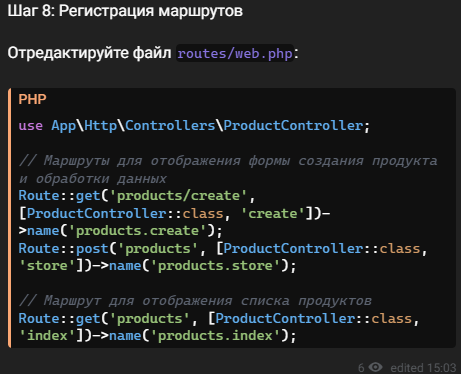 Шаг 8: Регистрация маршрутов
Отредактируйте файл routes/web.php:
PHP
use App\Http\Controllers\ProductController;
// Маршруты для отображения формы создания продукта
и обработки данных
Route::get('products/create',
[ProductController::class, 'create'])-
>name('products.create');
Route::post('products', [ProductController::class,
'store'])->name('products.store');
// Маршрут для отображения списка продуктов
Route::get('products', [ProductController::class,
'index'])->name('products.index');
6 edited 15:03